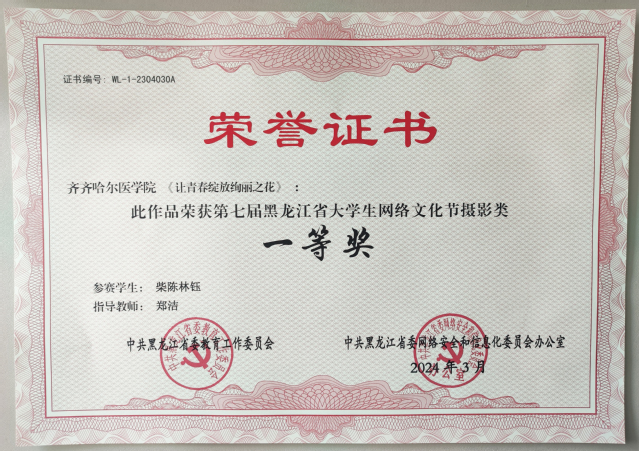 证书编号: WL-1-2304030A
荣誉证书
齐齐哈尔医学院 《让青春绽放绚丽之花》 :
此作品荣获第七届黑龙江省大学生网络文化节摄影类
一等奖
参赛学生: 柴陈林钰
指导教师: 郑洁
中共黑龙江省委教育工作委员会
中共黑龙江省委网络安全和信息化委员会办公室
2024 年 3 月